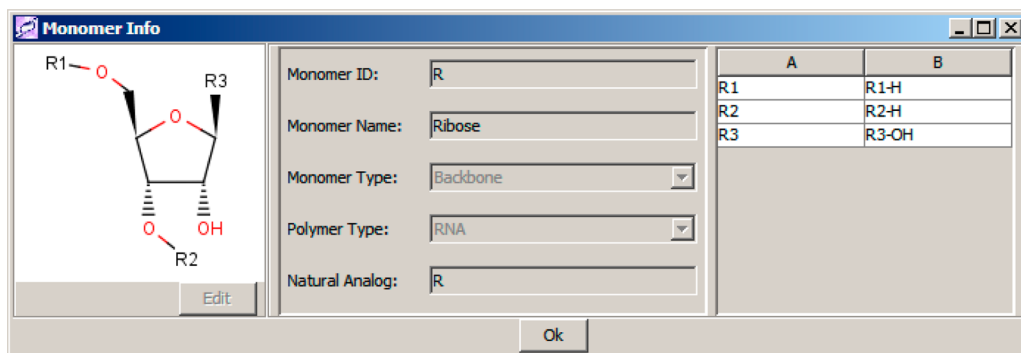 Monomer Info
R1
O
R3
O
O
OH
R2
Edit
Monomer ID: R
Monomer Name: Ribose
Monomer Type: Backbone
Polymer Type: RNA
Natural Analog: R
A B
R1 R1-H
R2 R2-H
R3 R3-OH
Ok